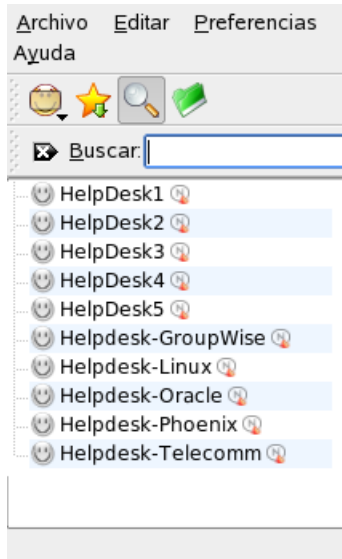 Archivo Editar Preferencias
Ayuda
Buscar:
HelpDesk1
HelpDesk2
HelpDesk3
HelpDesk4
HelpDesk5
Helpdesk-GroupWise
Helpdesk-Linux
Helpdesk-Oracle
Helpdesk-Phoenix
Helpdesk-Telecomm